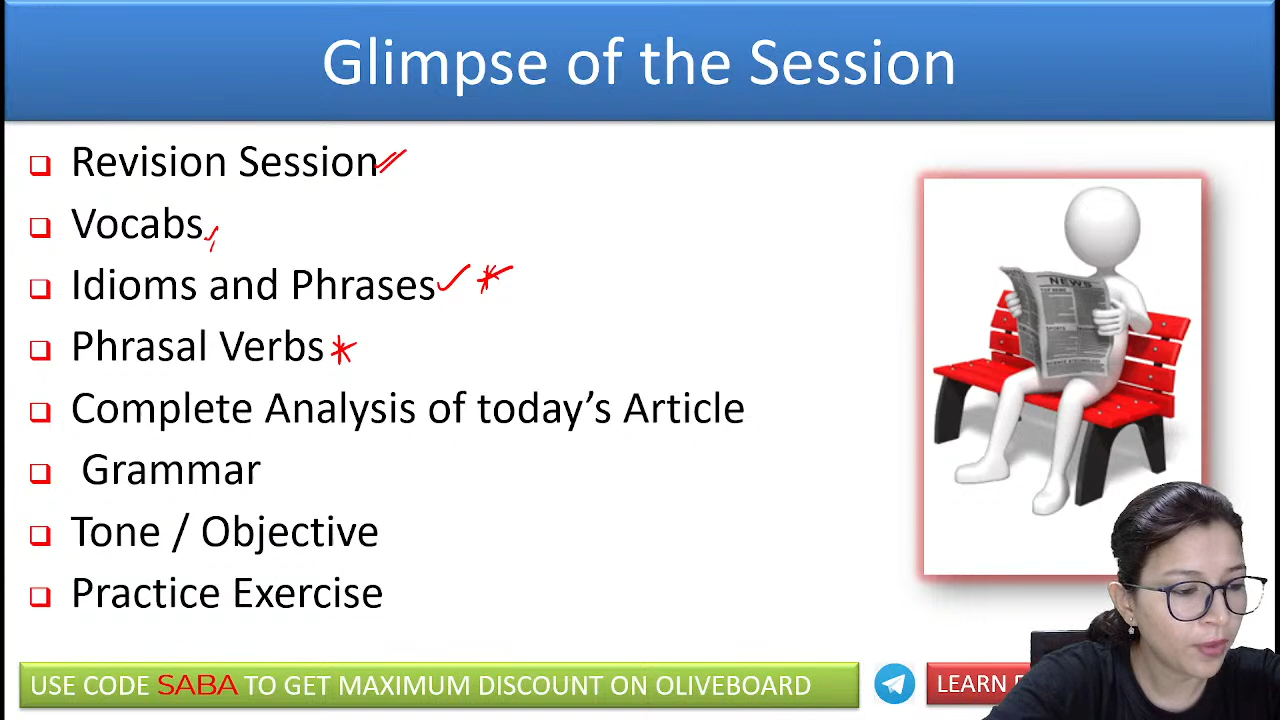 Glimpse of the Session
Revision Session
Vocabs
Idioms and Phrases
Phrasal Verbs
Complete Analysis of today's Article
Grammar
Tone / Objective
Practice Exercise
NEWS
USE CODE SABA TO GET MAXIMUM DISCOUNT ON OLIVEBOARD
LEARN